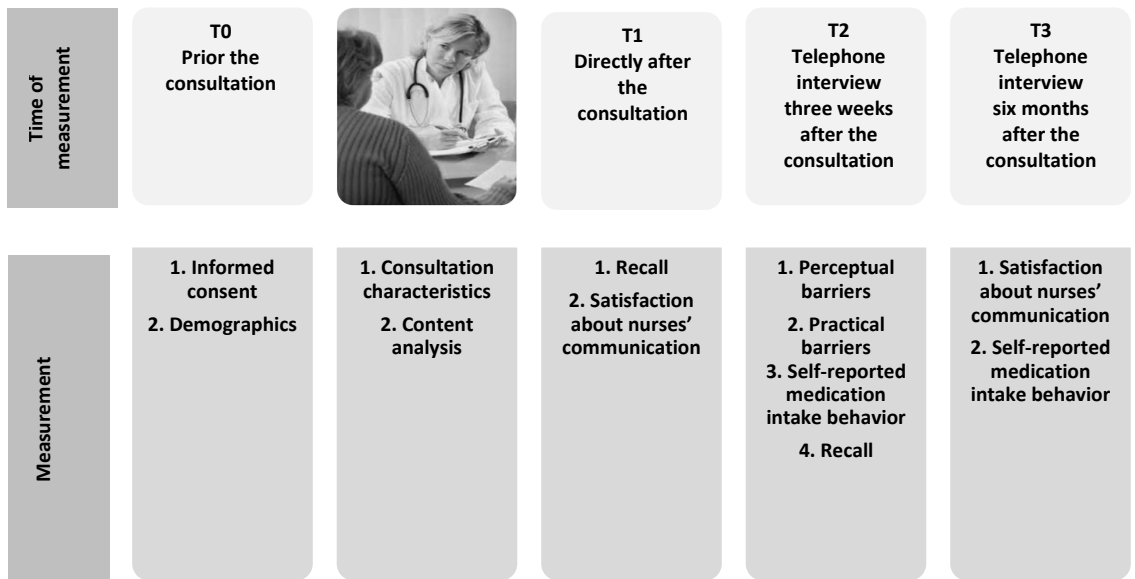 Time of
measurement
T0
Prior the
consultation
T1
Directly after
the
consultation
T2
Telephone
interview
three weeks
after the
consultation
T3
Telephone
interview
six months
after the
consultation
Measurement
1. Informed
consent
2. Demographics
1. Consultation
characteristics
2. Content
analysis
1. Recall
2. Satisfaction
about nurses’
communication
1. Perceptual
barriers
2. Practical
barriers
3. Self-reported
medication
intake behavior
4. Recall
1. Satisfaction
about nurses’
communication
2. Self-reported
medication
intake behavior